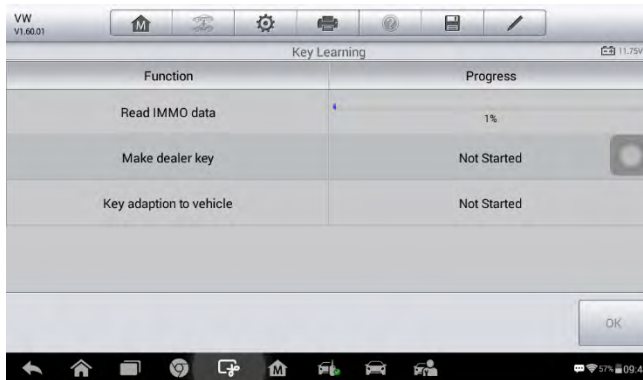 VW
V1.60.01
Key Learning
11.75V
Function Progress
Read IMMO data 1%
Make dealer key Not Started
Key adaption to vehicle Not Started
OK
57%